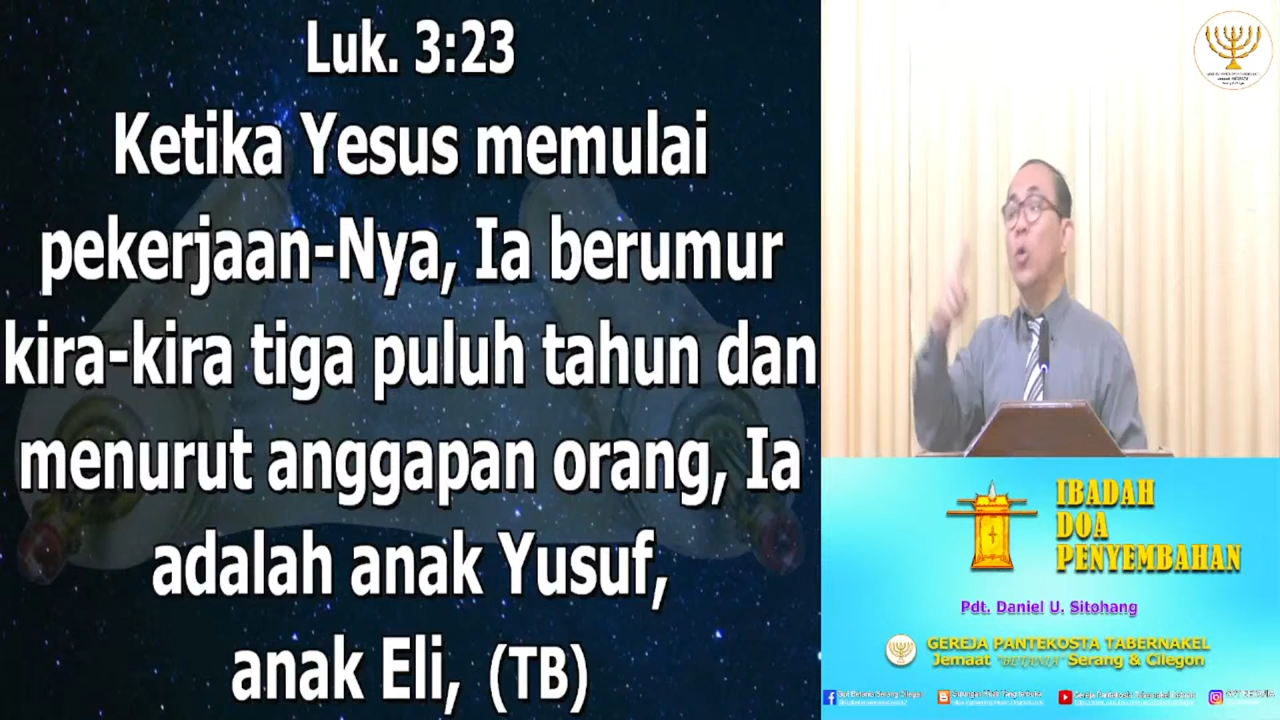 Luk. 3:23
Ketika Yesus memulai
pekerjaan-Nya, Ia berumur
kira-kira tiga puluh tahun dan
menurut anggapan orang, Ia
adalah anak Yusuf,
anak Eli, (TB)
IBADAH
DOA
PENYEMBAHAN
Pdt. Daniel U. Sitohang
GEREJA PANTEKOSTA TABERNAKEL
Jemaat "BETANIA" Serang & Cilegon